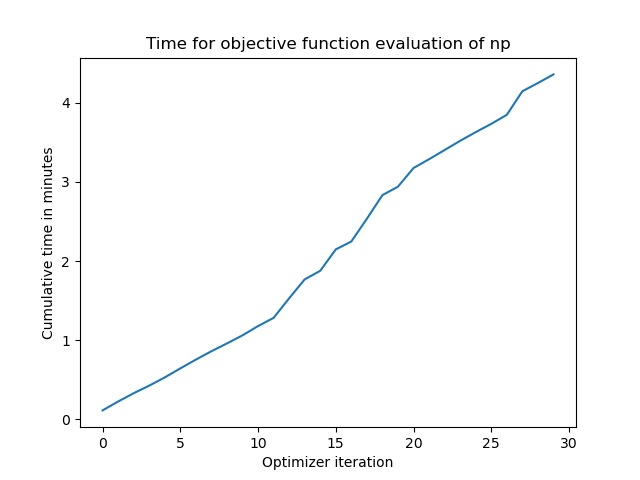 Time for objective function evaluation of np
Cumulative time in minutes
4
3
2
1
0
0 5 10 15 20 25 30
Optimizer iteration